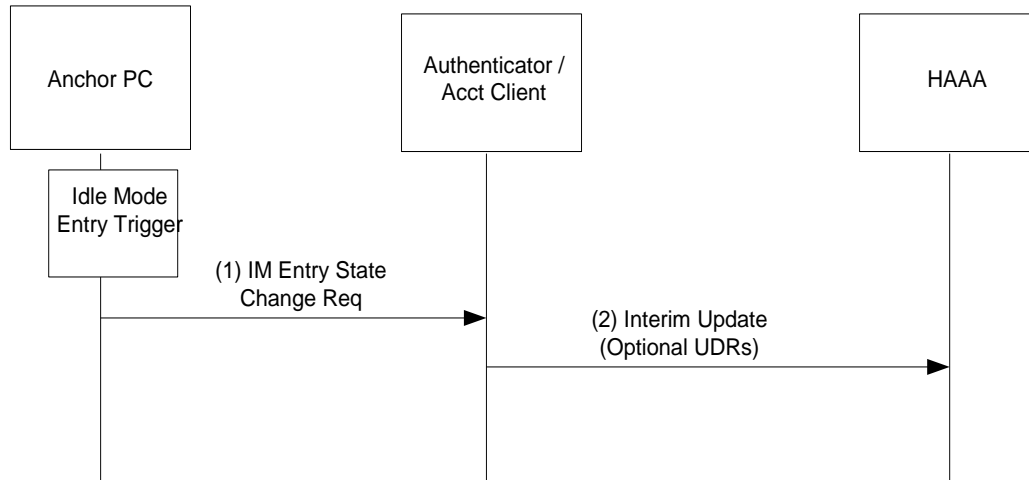 Anchor PC
Authenticator /
Acct Client
HAAA
Idle Mode
Entry Trigger
(1) IM Entry State
Change Req
(2) Interim Update
(Optional UDRs)